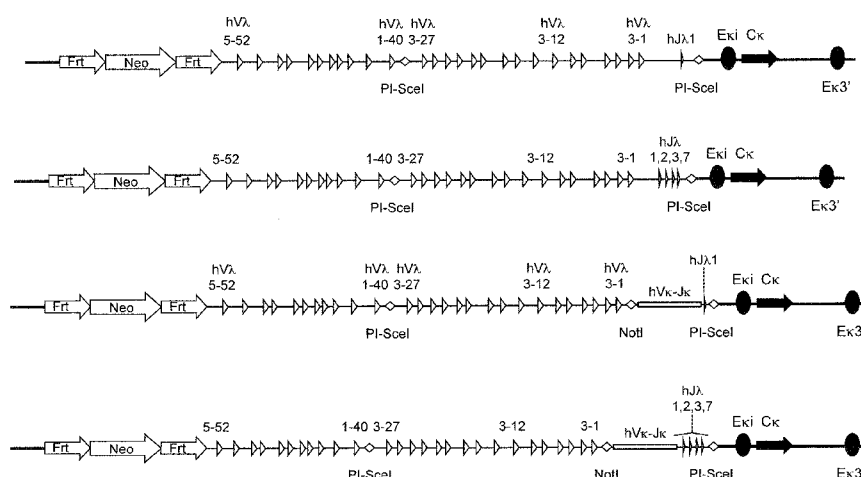 hVλ hVλ hVλ hVλ hVλ
5-52 1-40 3-27 3-12 3-1 hJλ1 Eκi Cκ
Frt Neo Frt
PI-SceI PI-SceI Eκ3'
hJλ
5-52 1-40 3-27 3-12 3-1 1,2,3,7 Eκi Cκ
Frt Neo Frt
PI-SceI PI-SceI Eκ3'
hVλ hVλ hVλ hVλ hVλ hJλ1
5-52 1-40 3-27 3-12 3-1 hVκ-Jκ Eκi Cκ
Frt Neo Frt
PI-SceI NotI PI-SceI Eκ3
hJλ
1,2,3,7
5-52 1-40 3-27 3-12 3-1 hVκ-Jκ Eκi Cκ
Frt Neo Frt
PI-SceI NotI PI-SceI Eκ3